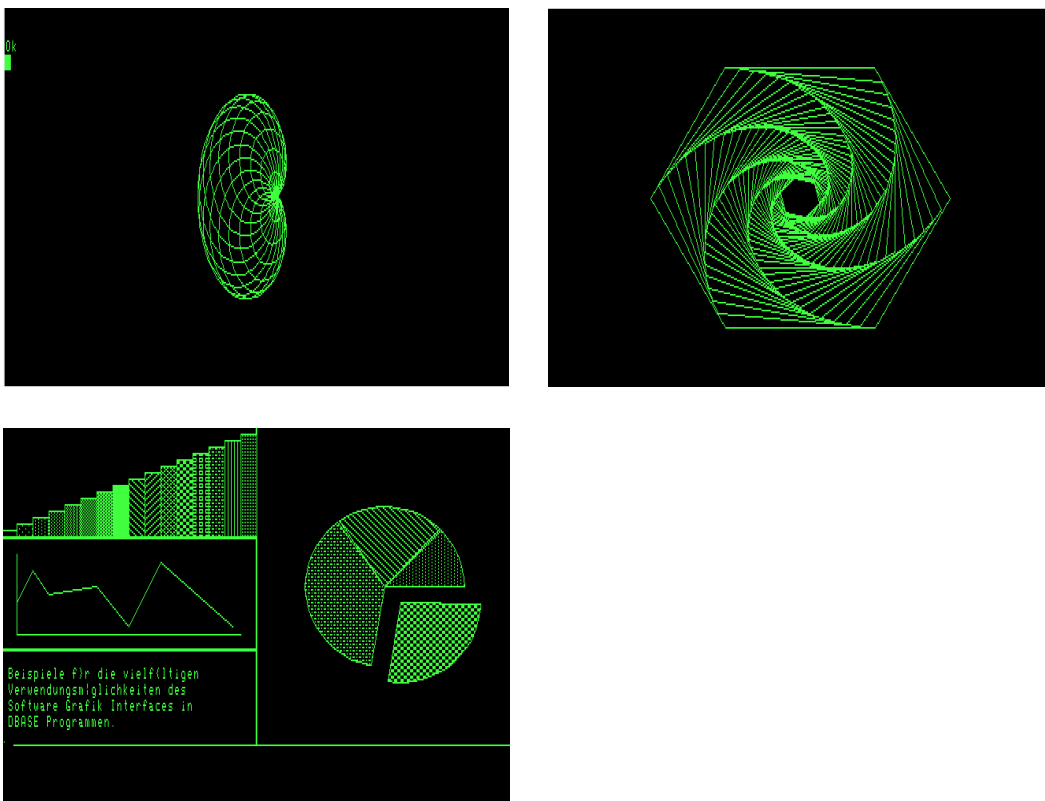 Ok
Beispiele f}r die vielf{ltigen
Verwendungsm¦glichkeiten des
Software Grafik Interfaces in
DBASE Programmen.